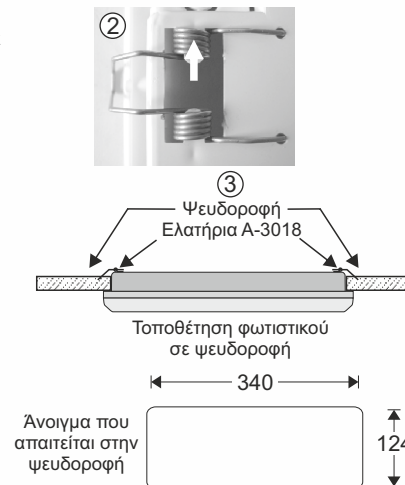 ②
③
Ψευδοροφή
Ελατήρια Α-3018
Τοποθέτηση φωτιστικού
σε ψευδοροφή
340
Άνοιγμα που
απαιτείται στην
ψευδοροφή
124